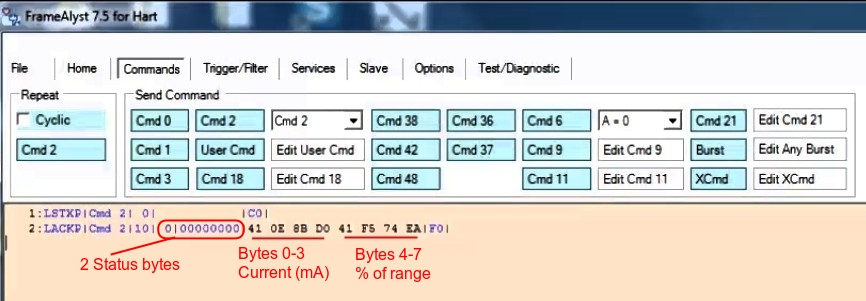 FrameAlyst 7.5 for Hart
File Home Commands Trigger/Filter Services Slave Options Test/Diagnostic
Repeat Send Command
Cyclic Cmd 0 Cmd 2 Cmd 2 Cmd 38 Cmd 36 Cmd 6 A = 0 Cmd 21 Edit Cmd 21
Cmd 2 Cmd 1 User Cmd Edit User Cmd Cmd 42 Cmd 37 Cmd 9 Edit Cmd 9 Burst Edit Any Burst
Cmd 3 Cmd 18 Edit Cmd 18 Cmd 48 Cmd 11 Edit Cmd 11 XCmd Edit XCmd
1:LSTXP|Cmd 2| 0| |C0|
2:LACKP|Cmd 2|10| 0|00000000 41 0E 8B D0 41 F5 74 EA|F0|
2 Status bytes
Bytes 0-3
Current (mA)
Bytes 4-7
% of range